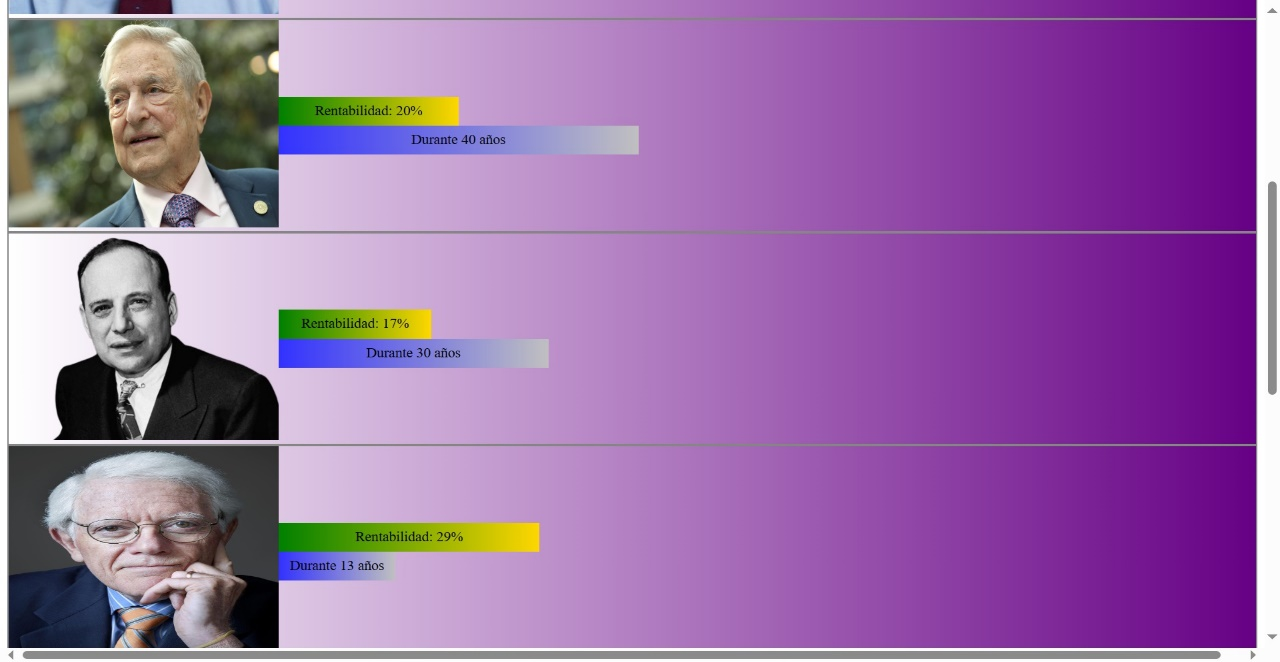 Rentabilidad: 20%
Durante 40 años
Rentabilidad: 17%
Durante 30 años
Rentabilidad: 29%
Durante 13 años